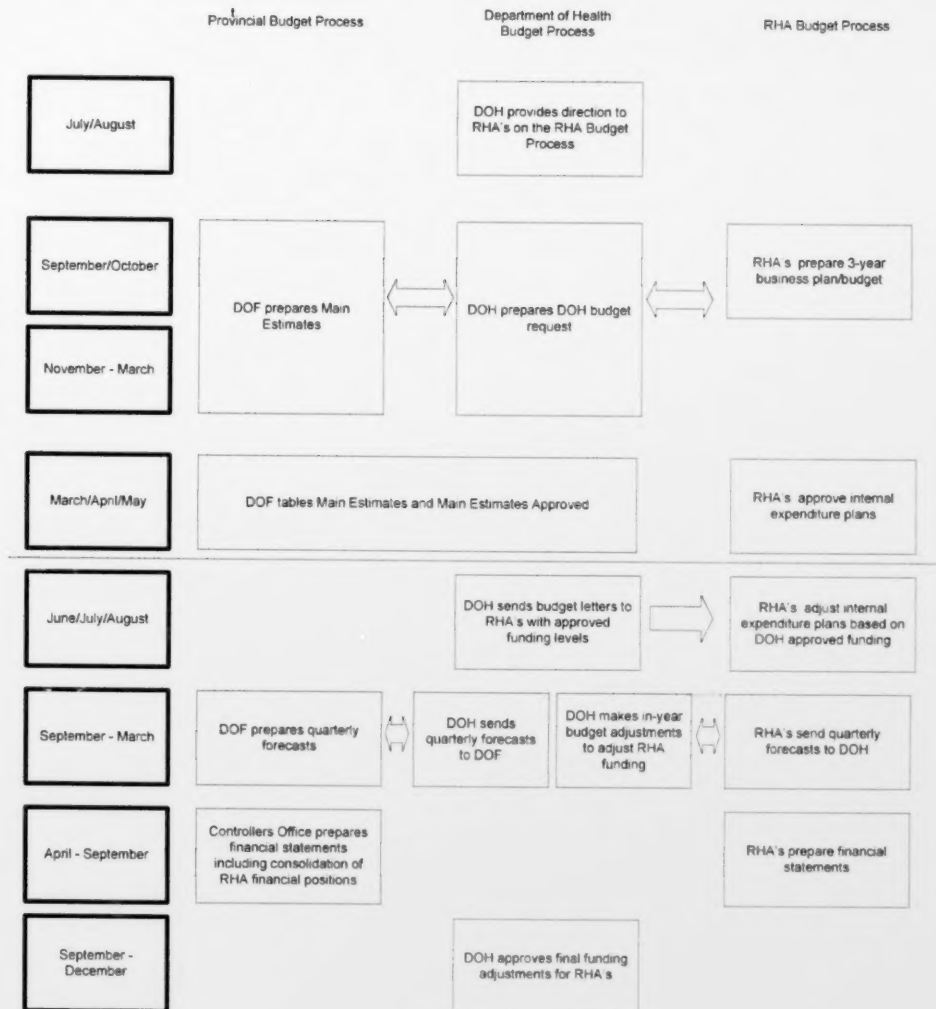 Provincial Budget Process
Department of Health
Budget Process
RHA Budget Process
July/August
DOH provides direction to
RHA's on the RHA Budget
Process
September/October
DOF prepares Main
Estimates
DOH prepares DOH budget
request
RHA's prepare 3-year
business plan/budget
November - March
March/April/May
DOF tables Main Estimates and Main Estimates Approved
RHA's approve internal
expenditure plans
June/July/August
DOH sends budget letters to
RHA's with approved
funding levels
RHA's adjust internal
expenditure plans based on
DOH approved funding
September - March
DOF prepares quarterly
forecasts
DOH sends
quarterly forecasts
to DOF
DOH makes in-year
budget adjustments
to adjust RHA
funding
RHA's send quarterly
forecasts to DOH
April - September
Controllers Office prepares
financial statements
including consolidation of
RHA financial positions
RHA's prepare financial
statements
September -
December
DOH approves final funding
adjustments for RHA's